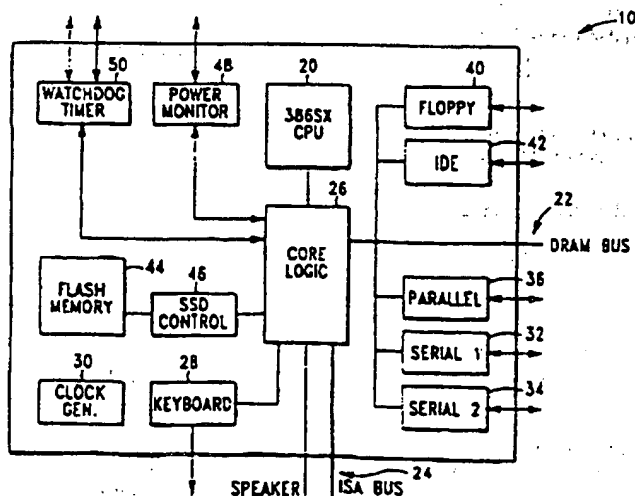 10
50
WATCHDOG
TIMER
48
POWER
MONITOR
20
386SX
CPU
40
FLOPPY
42
IDE
26
CORE
LOGIC
22
DRAM BUS
44
FLASH
MEMORY
46
SSD
CONTROL
36
PARALLEL
32
SERIAL 1
30
CLOCK
GEN.
28
KEYBOARD
34
SERIAL 2
24
SPEAKER
ISA BUS